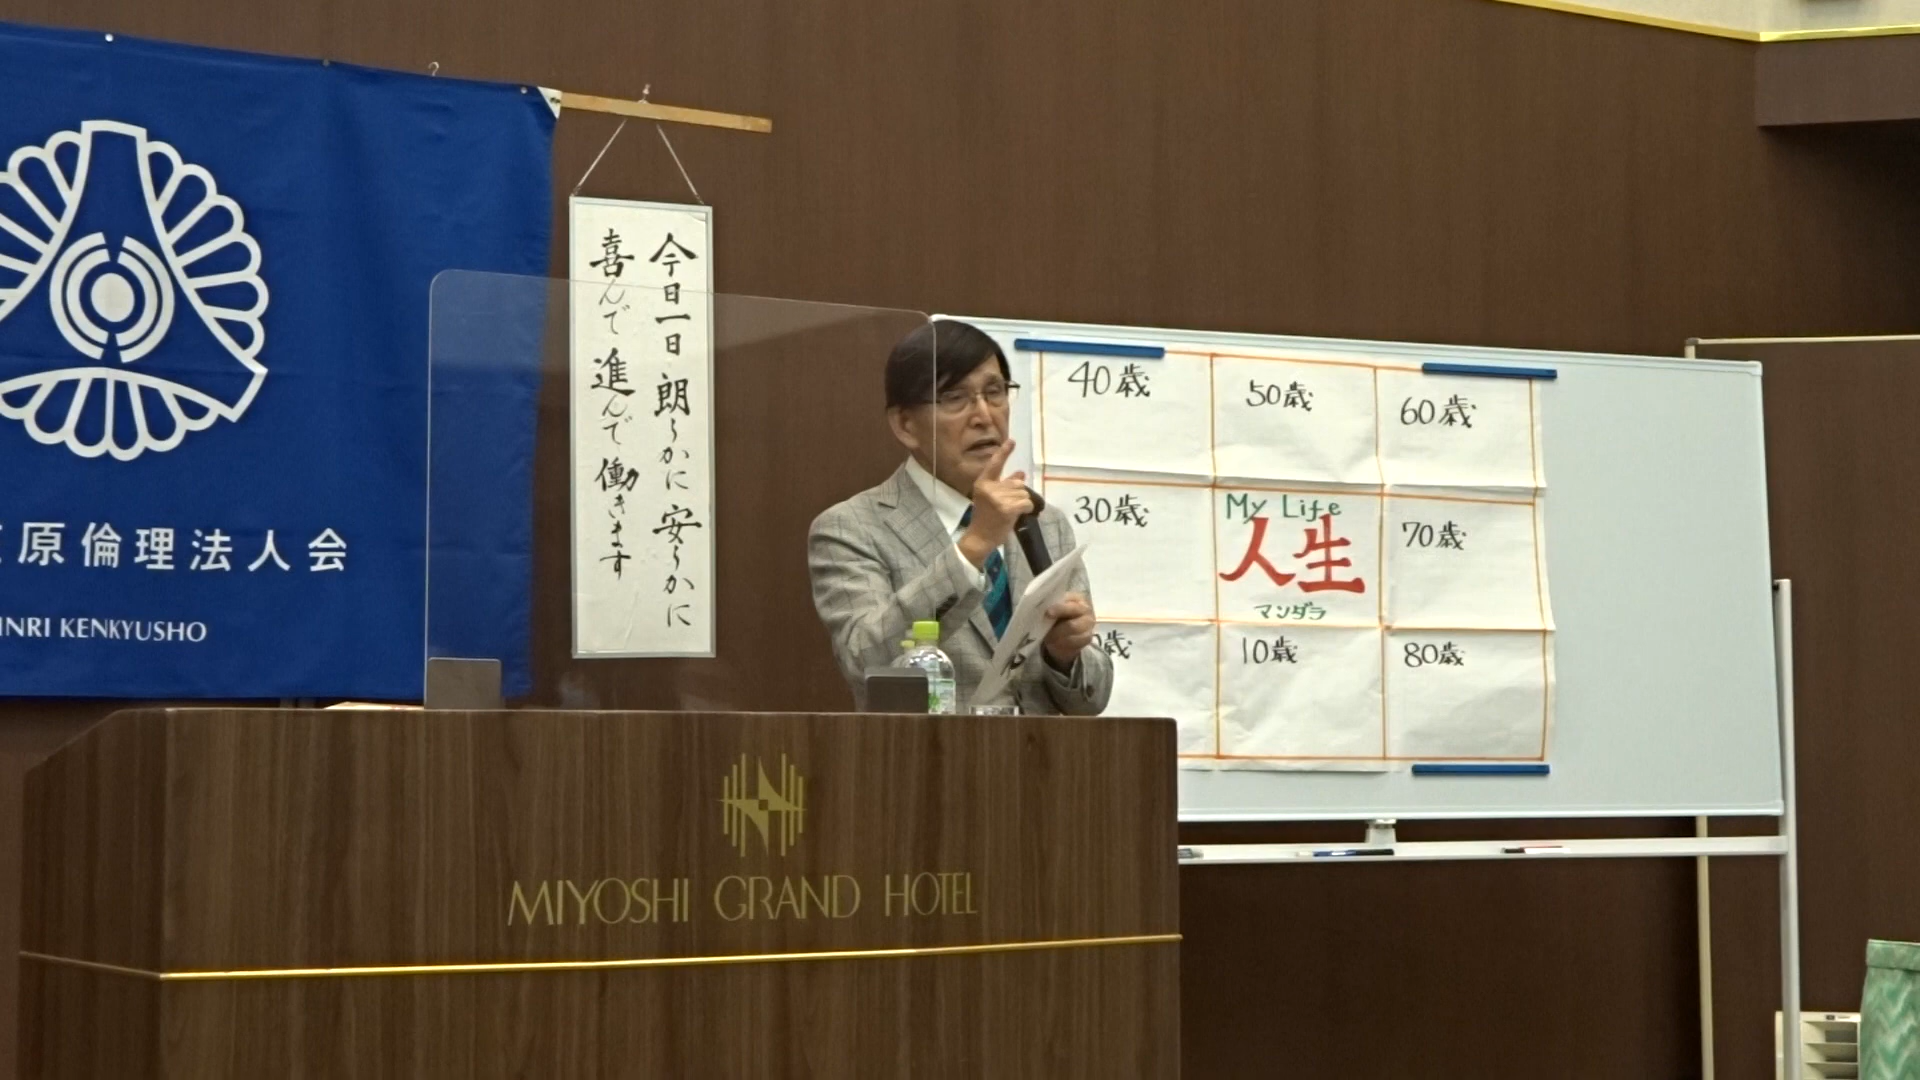 原倫理法人会
INRI KENKYUSHO
今日一日 朗らかに 安らかに
喜んで 進んで 働きます
40歳
50歳
60歳
30歳
My Life
人生
マンダラ
70歳
歳
10歳
80歳
MIYOSHI GRAND HOTEL